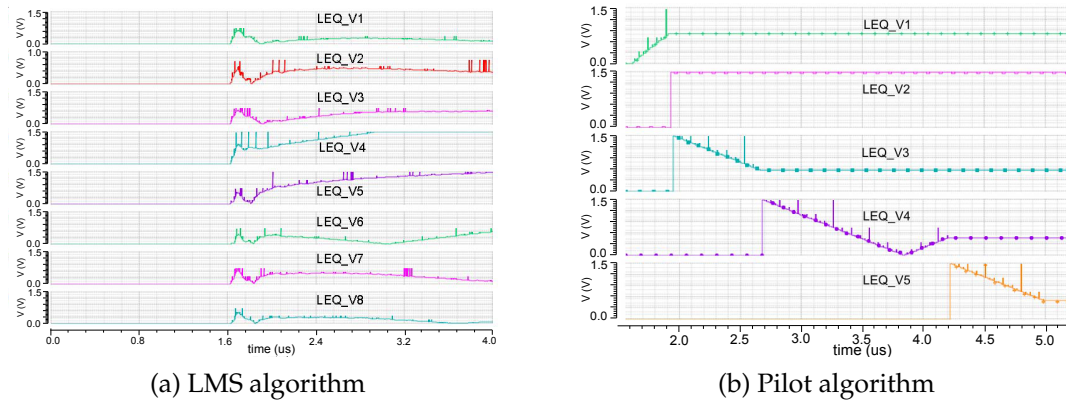 V (V) 1.5 0.0 LEQ_V1
V (V) 1.0 0.0 LEQ_V2
V (V) 1.5 0.0 LEQ_V3
V (V) 1.5 0.0 LEQ_V4
V (V) 1.5 0.0 LEQ_V5
V (V) 1.5 0.0 LEQ_V6
V (V) 1.5 0.0 LEQ_V7
V (V) 1.5 0.0 LEQ_V8
0.0 0.8 1.6 2.4 3.2 4.0
time (us)
(a) LMS algorithm
V (V) 1.5 0.0 LEQ_V1
V (V) 1.5 0.0 LEQ_V2
V (V) 1.5 0.0 LEQ_V3
V (V) 1.5 0.0 LEQ_V4
V (V) 1.5 0.0 LEQ_V5
2.0 2.5 3.0 3.5 4.0 4.5 5.0
time (us)
(b) Pilot algorithm